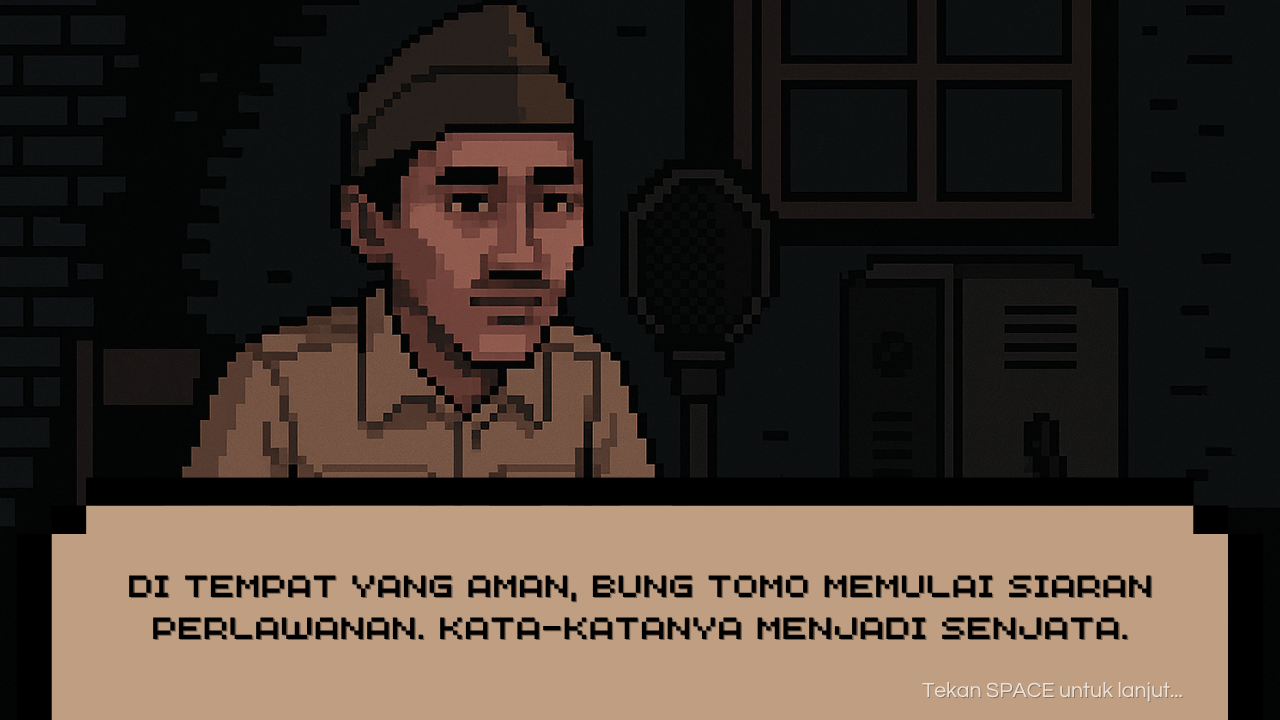 DI TEMPAT YANG AMAN, BUNG TOMO MEMULAI SIARAN
PERLAWANAN. KATA-KATANYA MENJADI SENJATA.
Tekan SPACE untuk lanjut...